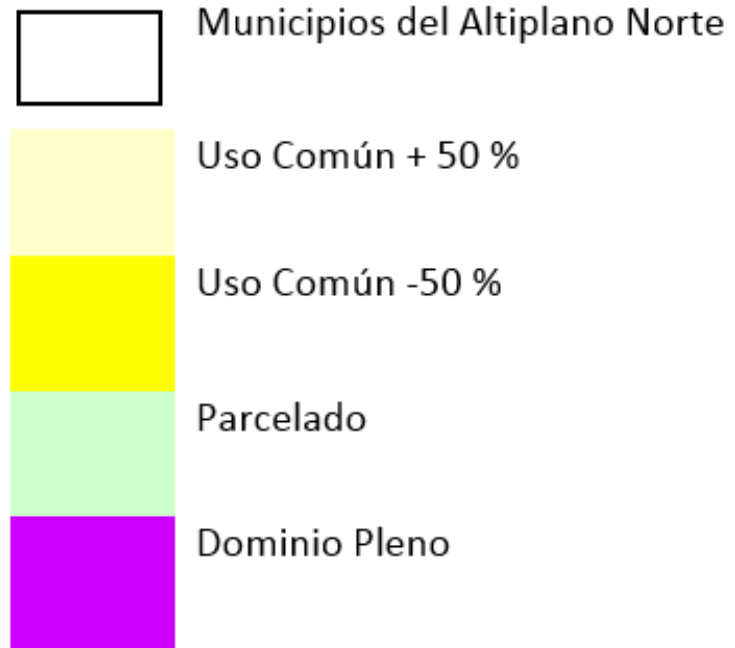 Municipios del Altiplano Norte
Uso Común + 50 %
Uso Común -50 %
Parcelado
Dominio Pleno